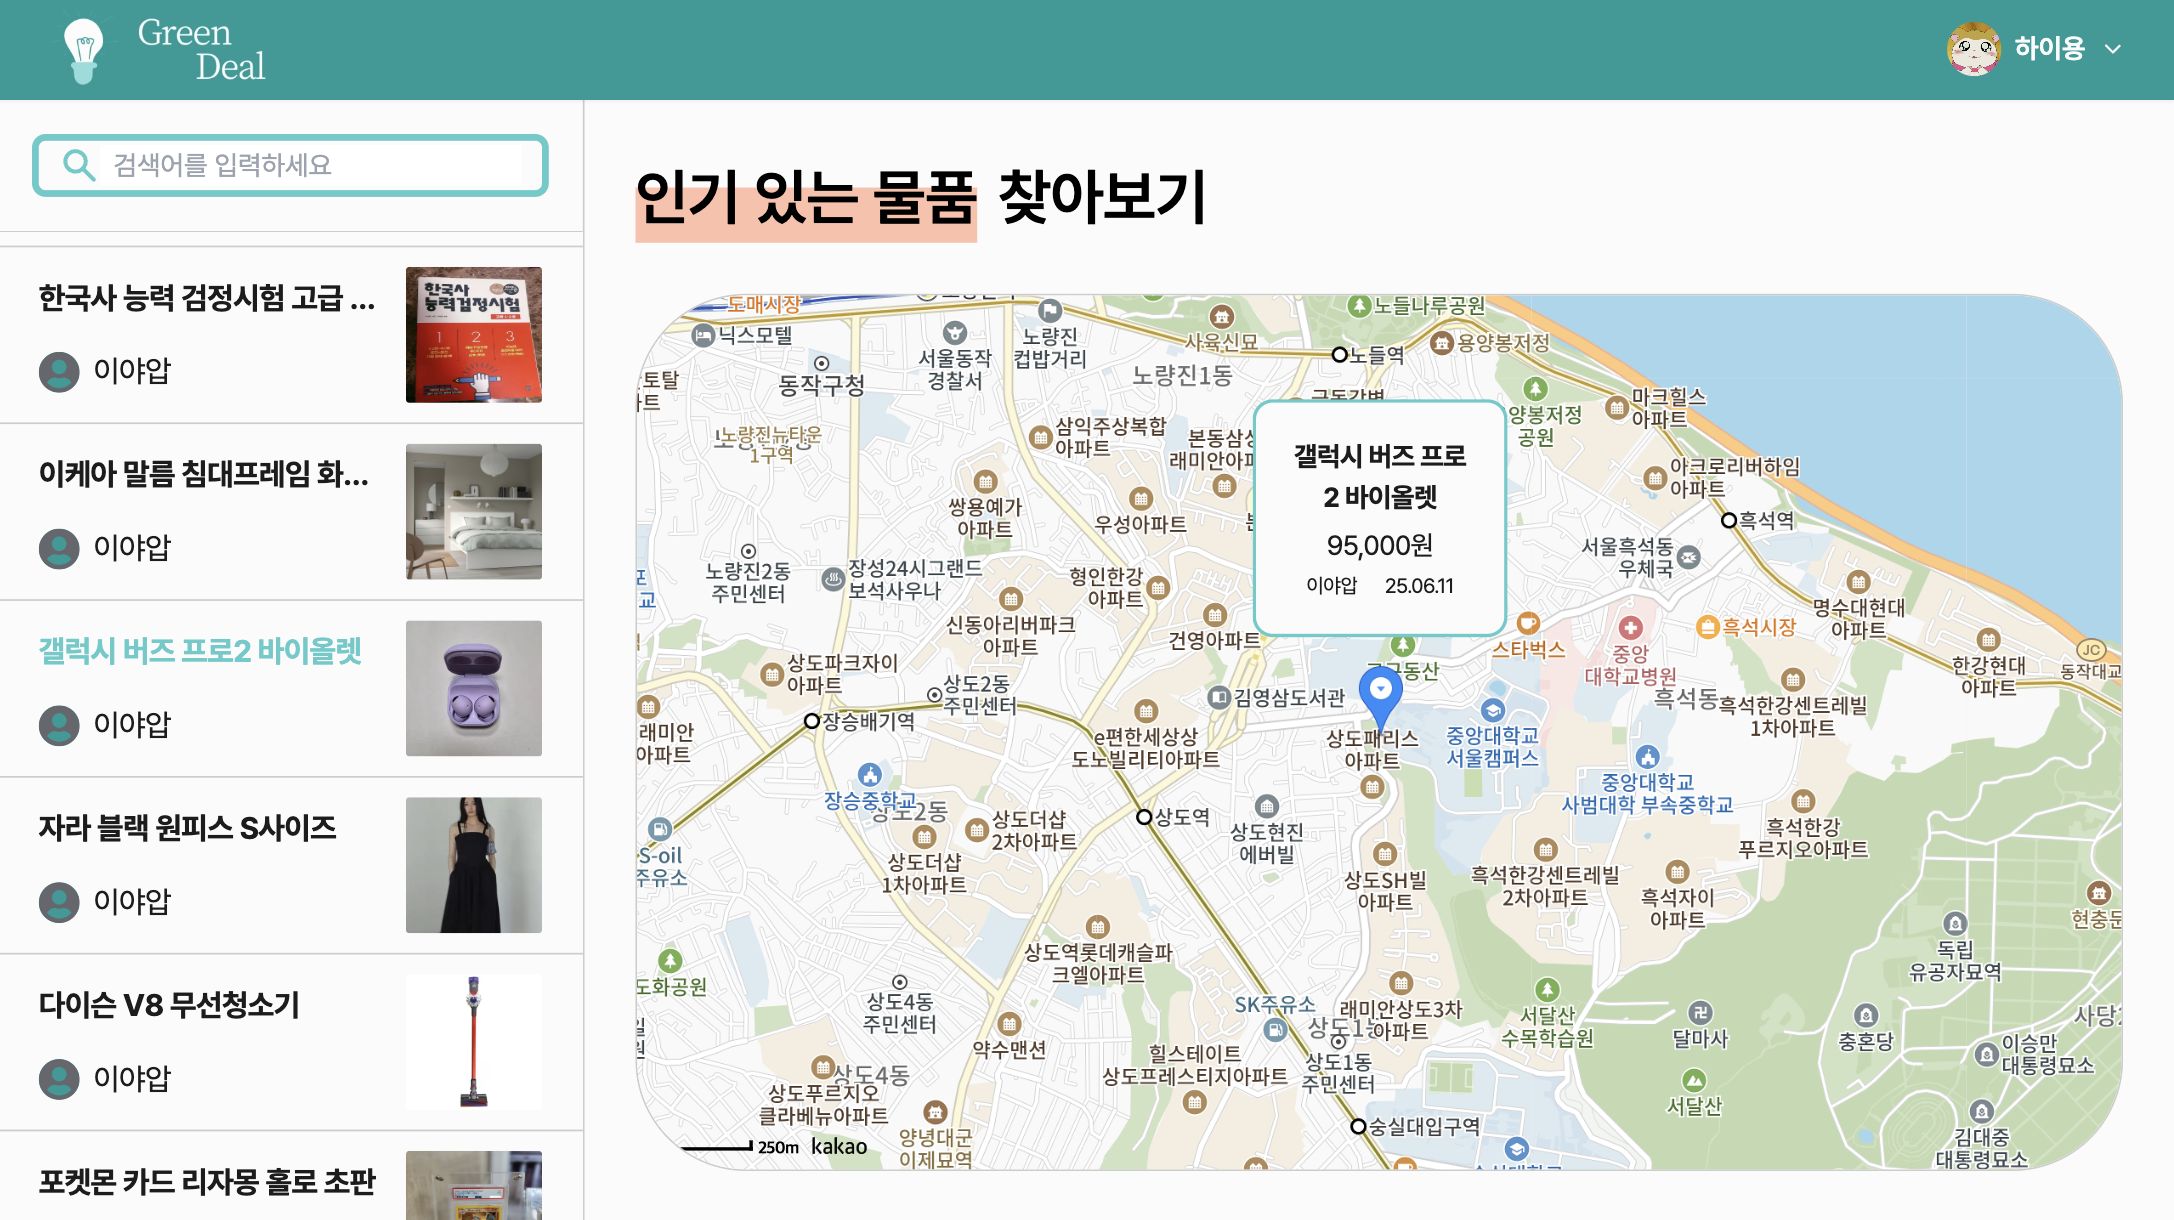 Green
Deal
하이용
검색어를 입력하세요
한국사 능력 검정시험 고급 ...
이야압
한국사
능력검정시험
1 2 3
이케아 말름 침대프레임 화...
이야압
갤럭시 버즈 프로2 바이올렛
이야압
자라 블랙 원피스 S사이즈
이야압
다이슨 V8 무선청소기
이야압
포켓몬 카드 리자몽 홀로 초판
인기 있는 물품 찾아보기
도매시장
닉스모텔
서울동작
경찰서
노량진
컵밥거리
사육신묘
노들나루공원
노들역
용양봉저정
동작구청
노량진1동
토탈
양봉저정
공원
마크힐스
아파트
노량진뉴타운
1구역
삼익주상복합
아파트
본동삼성
래미안아파
갤럭시 버즈 프로
2 바이올렛
95,000원
이야압 25.06.11
아크로리버하임
아파트
쌍용예가
아파트
우성아파트
흑석역
노량진2동
주민센터
장성24시그랜드
보석사우나
형인한강
아파트
서울흑석동
우체국
신동아리버파크
아파트
건영아파트
스타벅스
중앙
대학교병원
흑석시장
명수대현대
아파트
한강현대
아파트
JC
동작대교
상도파크자이
아파트
상도2동
주민센터
김영삼도서관
흑석동
흑석한강센트레빌
1차아파트
래미안
아파트
장승배기역
e편한세상상
도노빌리티아파트
상도패리스
아파트
중앙대학교
서울캠퍼스
중앙대학교
사범대학 부속중학교
장승중학교
상도2동
상도더샵
2차아파트
상도역
상도현진
에버빌
흑석한강
푸르지오아파트
S-oil
주유소
상도더샵
1차아파트
상도SH빌
아파트
흑석한강센트레빌
2차아파트
흑석자이
아파트
현충문
상도역롯데캐슬파
크엘아파트
독립
유공자묘역
도화공원
상도4동
주민센터
SK주유소
래미안상도3차
아파트
상도1동
서달산
수목학습원
달마사
충혼당
사당2
약수맨션
힐스테이트
상도프레스티지아파트
상도1동
주민센터
이승만
대통령묘소
상도4동
상도푸르지오
클라베뉴아파트
서달산
양녕대군
이제묘역
숭실대입구역
김대중
대통령묘소
250m kakao